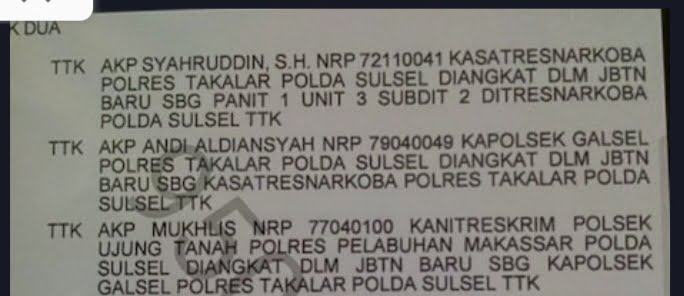 K DUA
TTK AKP SYAHRUDDIN, S.H. NRP 72110041 KASATRESNARKOBA
POLRES TAKALAR POLDA SULSEL DIANGKAT DLM JBTN
BARU SBG PANIT 1 UNIT 3 SUBDIT 2 DITRESNARKOBA
POLDA SULSEL TTK
TTK AKP ANDI ALDIANSYAH NRP 79040049 KAPOLSEK GALSEL
POLRES TAKALAR POLDA SULSEL DIANGKAT DLM JBTN
BARU SBG KASATRESNARKOBA POLRES TAKALAR POLDA
SULSEL TTK
TTK AKP MUKHLIS NRP 77040100 KANITRESKRIM POLSEK
UJUNG TANAH POLRES PELABUHAN MAKASSAR POLDA
SULSEL DIANGKAT DLM JBTN BARU SBG KAPOLSEK
GALSEL POLRES TAKALAR POLDA SULSEL TTK